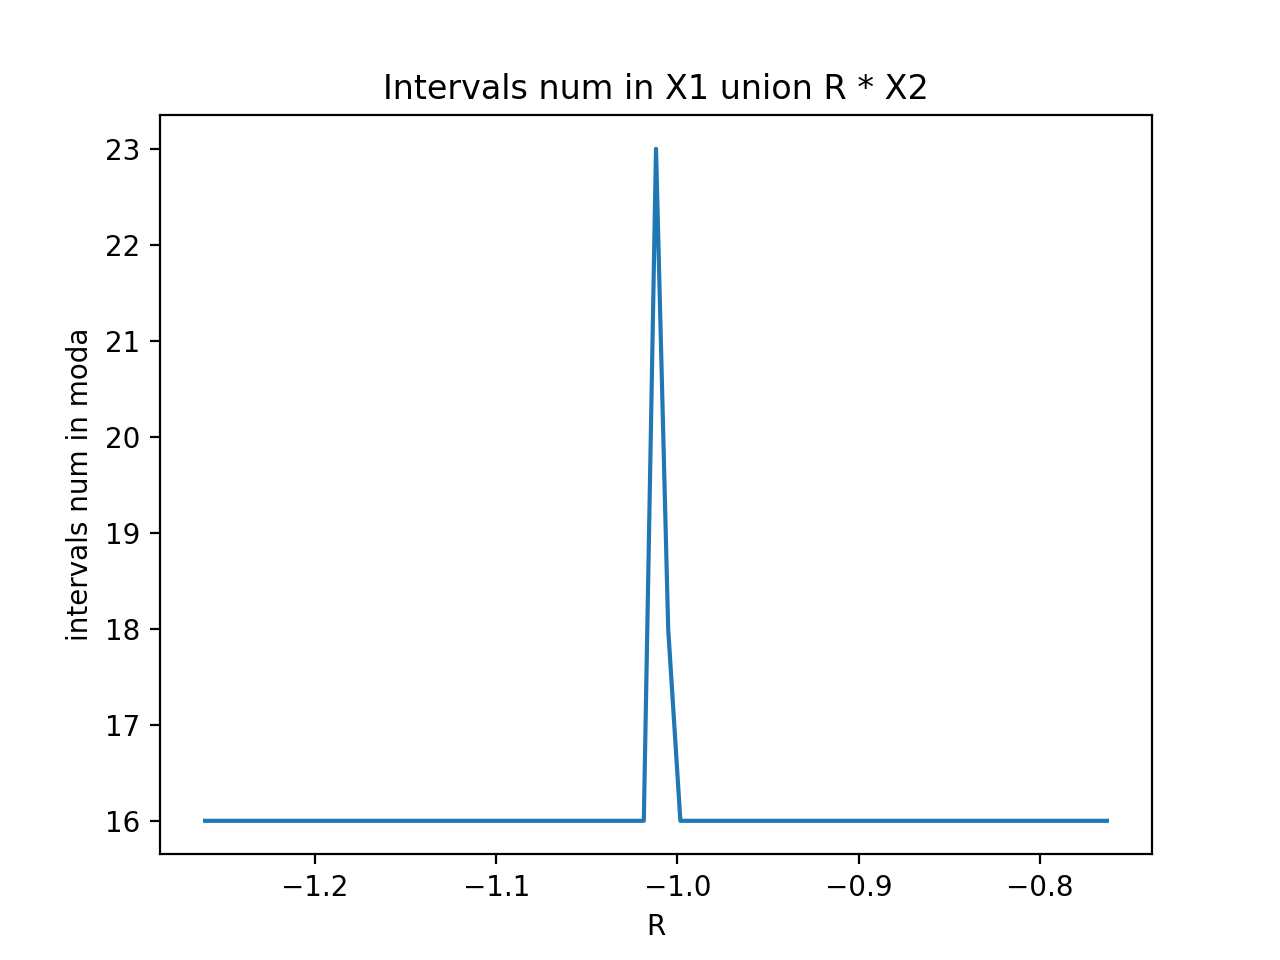 Intervals num in X1 union R * X2
intervals num in moda
23
22
21
20
19
18
17
16
−1.2 −1.1 −1.0 −0.9 −0.8
R